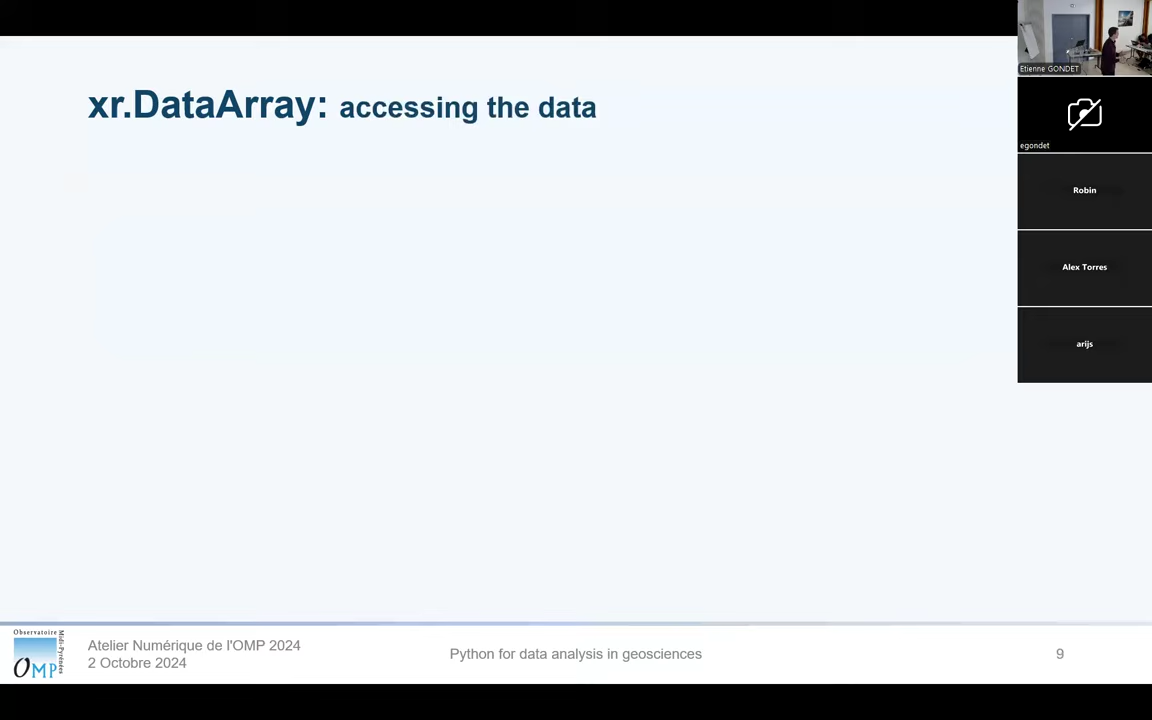 xr.DataArray: accessing the data
Etienne GONDET
egondet
Robin
Alex Torres
arijs
Observatoire
Midi-Pyrénées
OMP
Atelier Numérique de l'OMP 2024
2 Octobre 2024
Python for data analysis in geosciences
9